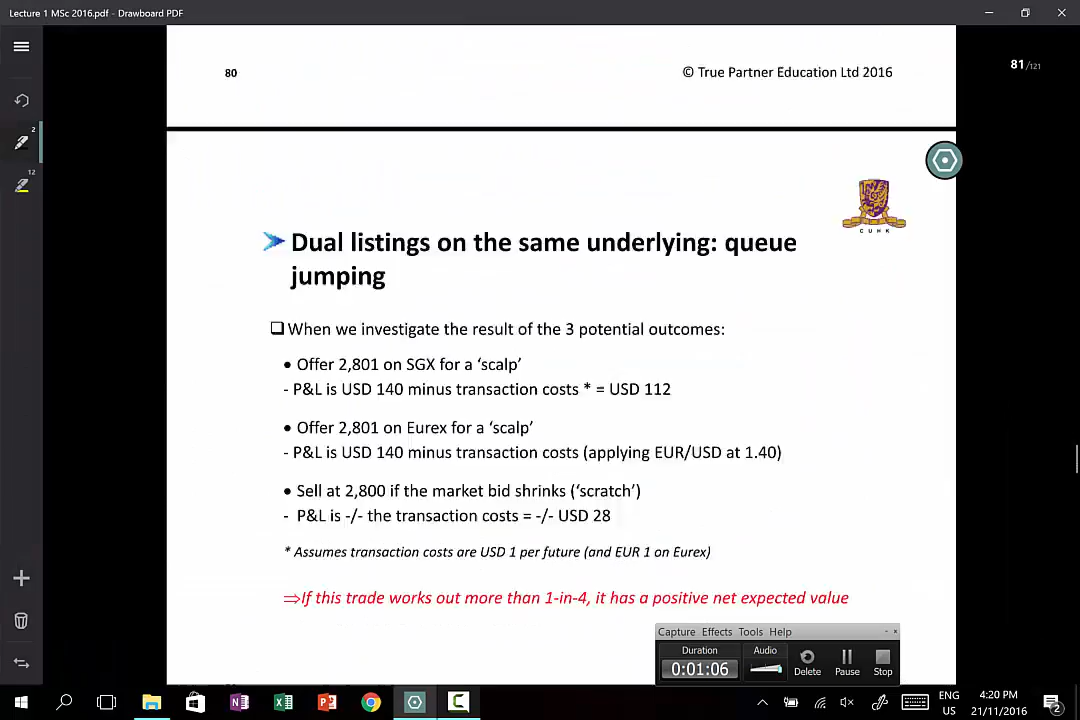 Lecture 1 MSc 2016.pdf - Drawboard PDF
80
© True Partner Education Ltd 2016
81/121
2
12
CUHK
Dual listings on the same underlying: queue
jumping
When we investigate the result of the 3 potential outcomes:
• Offer 2,801 on SGX for a ‘scalp’
- P&L is USD 140 minus transaction costs * = USD 112
• Offer 2,801 on Eurex for a ‘scalp’
- P&L is USD 140 minus transaction costs (applying EUR/USD at 1.40)
• Sell at 2,800 if the market bid shrinks (‘scratch’)
- P&L is -/- the transaction costs = -/- USD 28
* Assumes transaction costs are USD 1 per future (and EUR 1 on Eurex)
⇒If this trade works out more than 1-in-4, it has a positive net expected value
Capture Effects Tools Help
Duration Audio
0:01:06 Delete Pause Stop
ENG 4:20 PM
US 21/11/2016 2